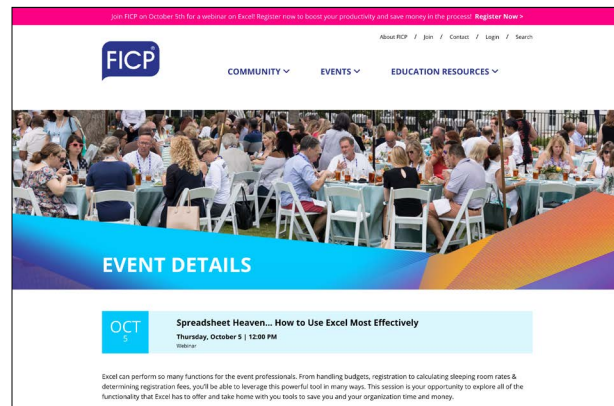 Join FICP on October 5th for a webinar on Excel! Register now to boost your productivity and save money in the process! Register Now >
About FICP / Join / Contact / Login / Search
FICP®
COMMUNITY EVENTS EDUCATION RESOURCES
EVENT DETAILS
OCT
5
Spreadsheet Heaven... How to Use Excel Most Effectively
Thursday, October 5 | 12:00 PM
Webinar
Excel can perform so many functions for the event professionals. From handling budgets, registration to calculating sleeping room rates &
determining registration fees, you'll be able to leverage this powerful tool in many ways. This session is your opportunity to explore all of the
functionality that Excel has to offer and take home with you tools to save you and your organization time and money.